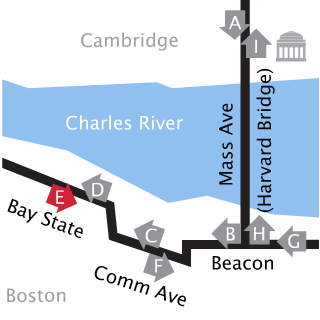 A
Cambridge
I
Mass Ave
(Harvard Bridge)
Charles River
E
D
Bay State
C
B
H
G
F
Beacon
Comm Ave
Boston